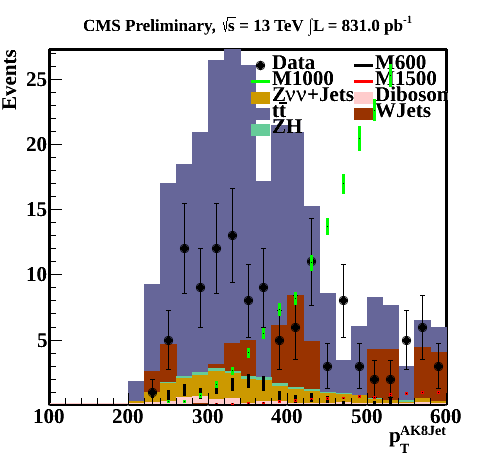 CMS Preliminary, √s = 13 TeV ∫L = 831.0 pb⁻¹
Events
Data
M600
M1000
M1500
Zνν+Jets
Diboson
tt̄
WJets
ZH
25
20
15
10
5
100 200 300 400 500 600
p_T^AK8Jet